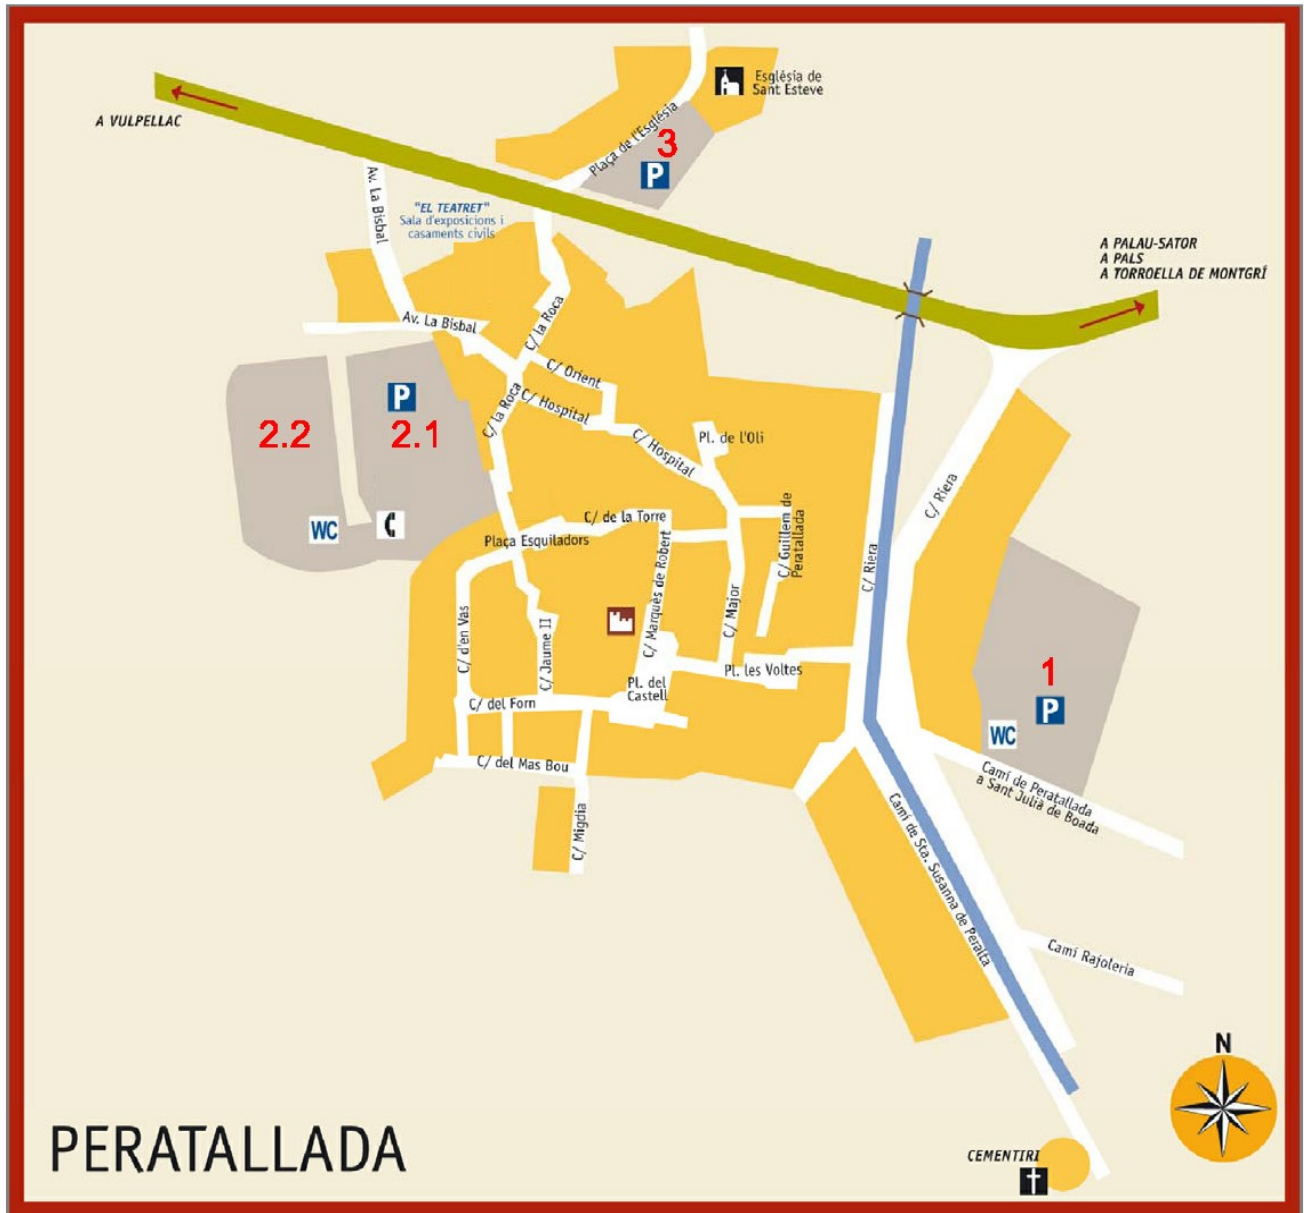 Església de
Sant Esteve
A VULPELLAC
Plaça de l'Església
3
P
Av. La Bisbal
"EL TEATRET"
Sala d'exposicions i
casaments civils
A PALAU-SATOR
A PALS
A TORROELLA DE MONTGRÍ
Av. La Bisbal
C/ la Roca
C/ Orient
P
C/ la Roca
C/ Hospital
2.2
2.1
C/ Hospital
Pl. de l'Oli
C/ Riera
WC
C/ de la Torre
Plaça Esquiladors
C/ Guillem de
Peratallada
C/ Marquès de Robert
C/ Riera
C/ Major
C/ d'en Vas
C/ Jaume II
Pl. les Voltes
1
P
WC
Pl. del
Castell
C/ del Forn
C/ del Mas Bou
Camí de Peratallada
a Sant Julià de Boada
C/ Migdia
Camí de Sta. Susanna de Peralta
Camí Rajoleria
N
PERATALLADA
CEMENTIRI